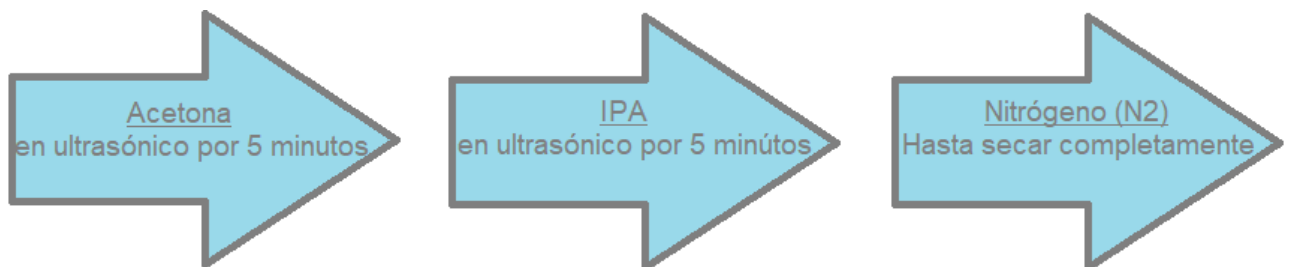 Acetona
en ultrasónico por 5 minutos
IPA
en ultrasónico por 5 minútos
Nitrógeno (N2)
Hasta secar completamente